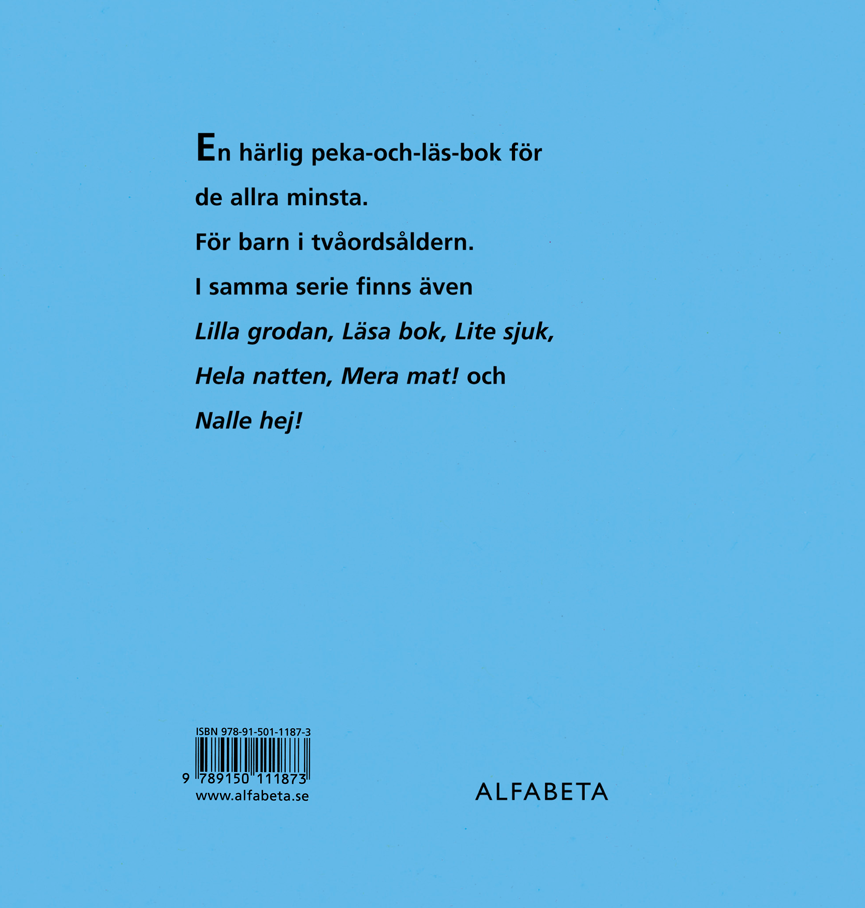 En härlig peka-och-läs-bok för
de allra minsta.
För barn i tvåordsåldern.
I samma serie finns även
Lilla grodan, Läsa bok, Lite sjuk,
Hela natten, Mera mat! och
Nalle hej!
ISBN 978-91-501-1187-3
9 789150 111873
www.alfabeta.se
ALFABETA